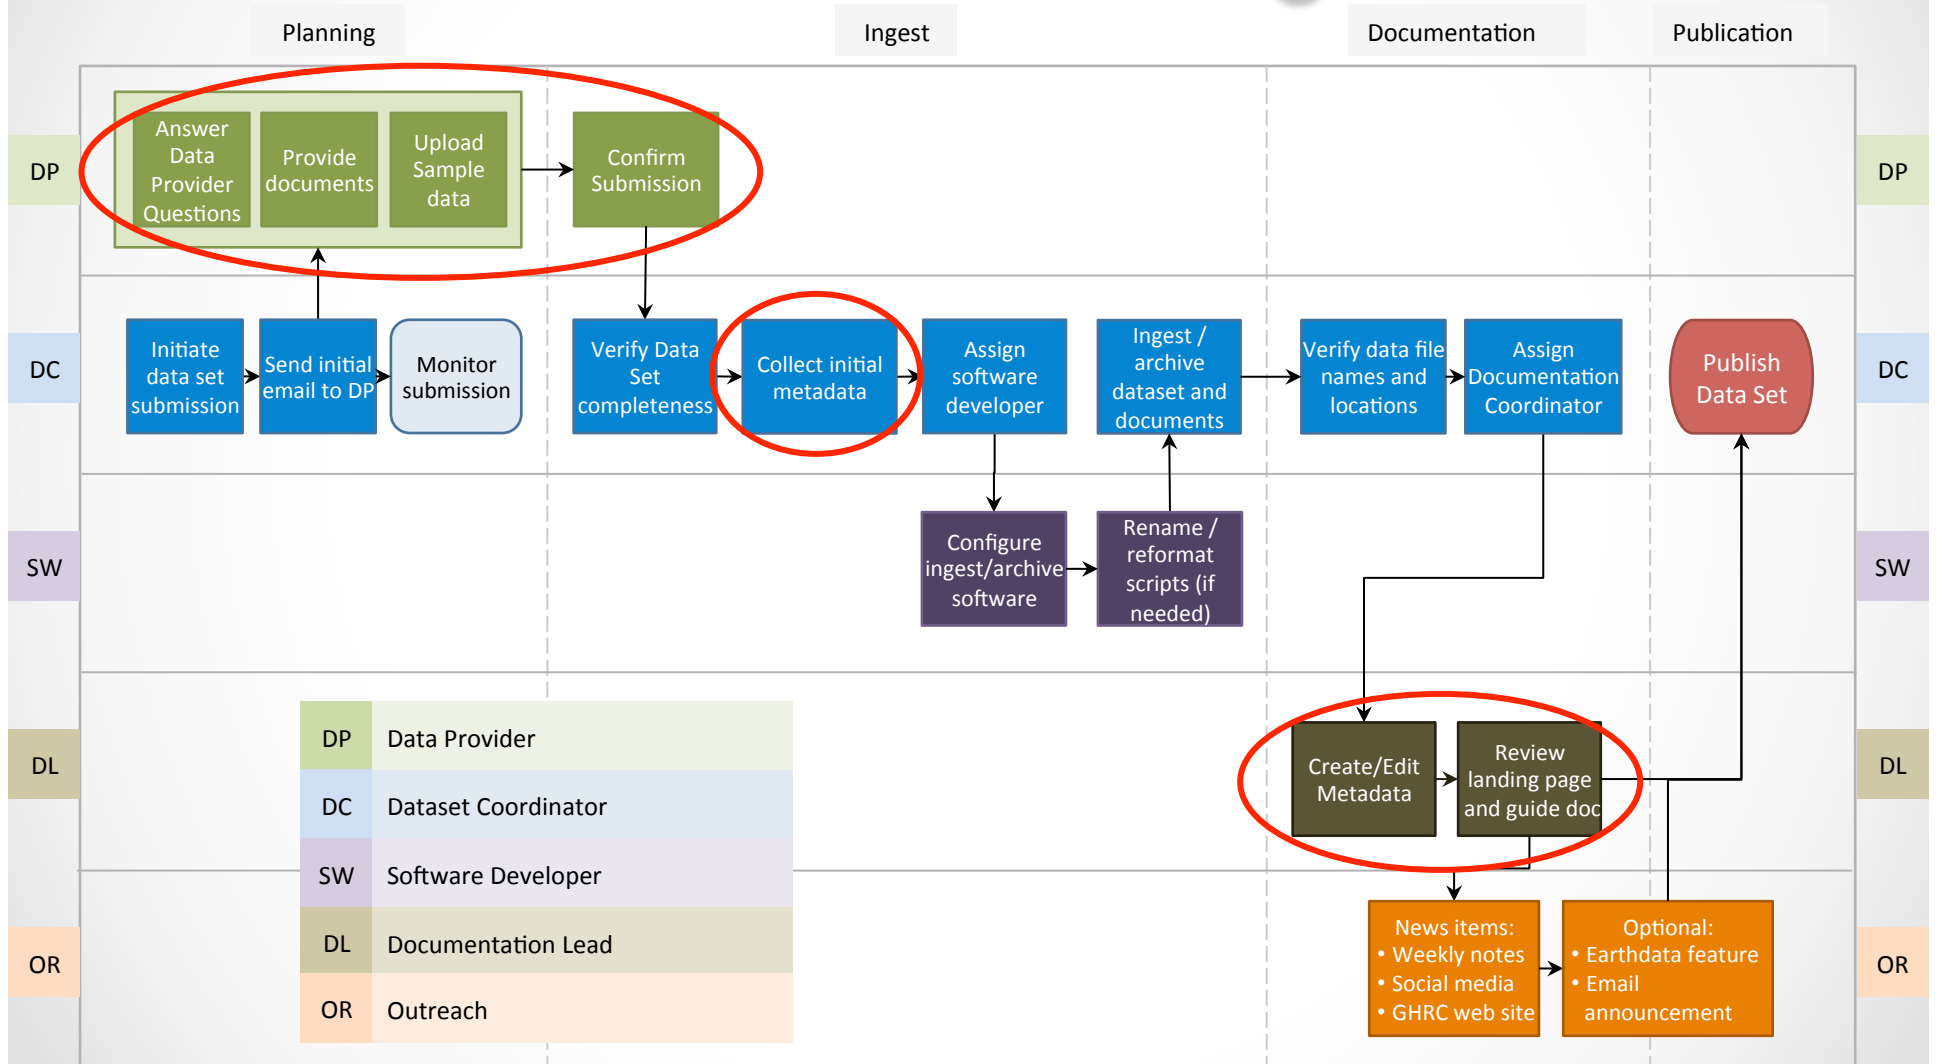 Planning
Ingest
Documentation
Publication
DP
Answer
Data
Provider
Questions
Provide
documents
Upload
Sample
data
Confirm
Submission
DP
DC
Initiate
data set
submission
Send initial
email to DP
Monitor
submission
Verify Data
Set
completeness
Collect initial
metadata
Assign
software
developer
Ingest /
archive
dataset and
documents
Verify data file
names and
locations
Assign
Documentation
Coordinator
Publish
Data Set
DC
SW
Configure
ingest/archive
software
Rename /
reformat
scripts (if
needed)
SW
DL
Create/Edit
Metadata
Review
landing page
and guide doc
DL
DP Data Provider
DC Dataset Coordinator
SW Software Developer
DL Documentation Lead
OR Outreach
OR
News items:
• Weekly notes
• Social media
• GHRC web site
Optional:
• Earthdata feature
• Email
announcement
OR